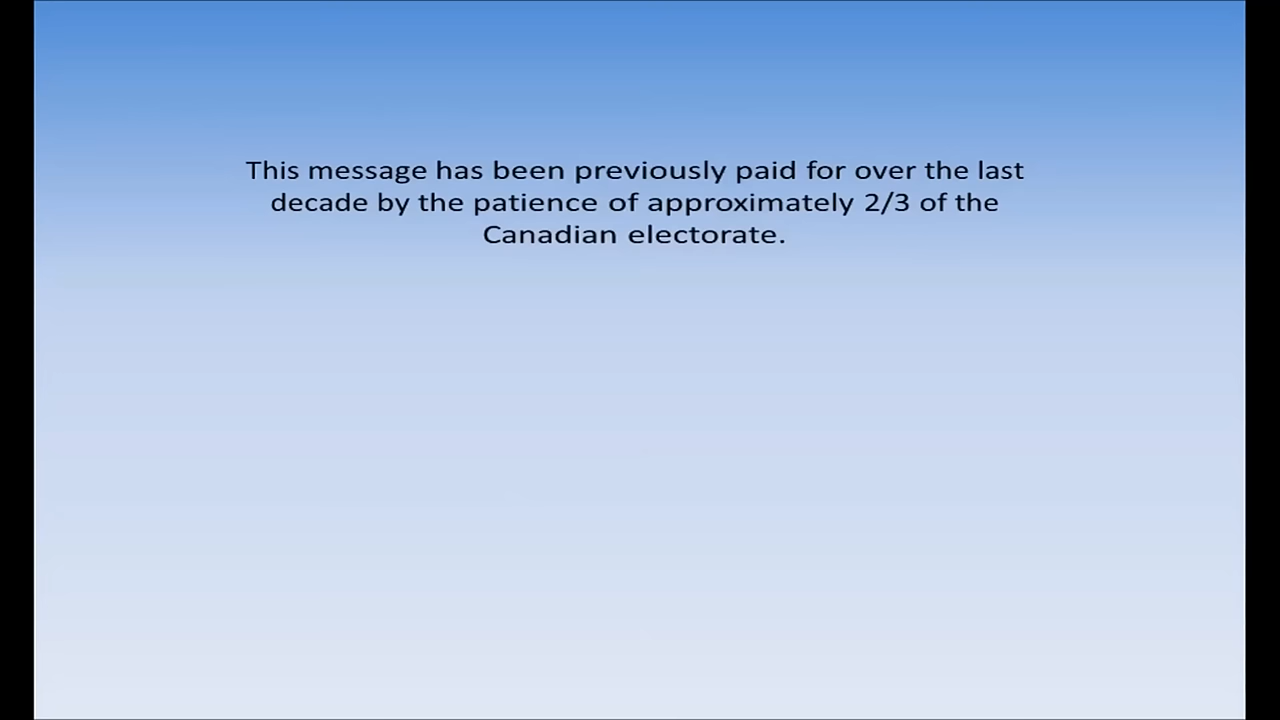 This message has been previously paid for over the last
decade by the patience of approximately 2/3 of the
Canadian electorate.